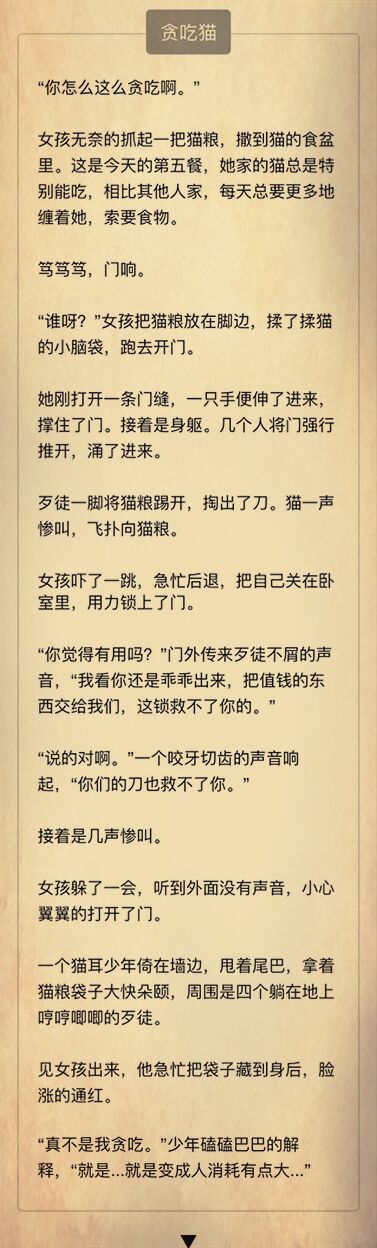 贪吃猫
“你怎么这么贪吃啊。”
女孩无奈的抓起一把猫粮，撒到猫的食盆
里。这是今天的第五餐，她家的猫总是特
别能吃，相比其他人家，每天总要更多地
缠着她，索要食物。
笃笃笃，门响。
“谁呀？”女孩把猫粮放在脚边，揉了揉猫
的小脑袋，跑去开门。
她刚打开一条门缝，一只手便伸了进来，
撑住了门。接着是身躯。几个人将门强行
推开，涌了进来。
歹徒一脚将猫粮踢开，掏出了刀。猫一声
惨叫，飞扑向猫粮。
女孩吓了一跳，急忙后退，把自己关在卧
室里，用力锁上了门。
“你觉得有用吗？”门外传来歹徒不屑的声
音，“我看你还是乖乖出来，把值钱的东
西交给我们，这锁救不了你的。”
“说的对啊。”一个咬牙切齿的声音响
起，“你们的刀也救不了你。”
接着是几声惨叫。
女孩躲了一会，听到外面没有声音，小心
翼翼的打开了门。
一个猫耳少年倚在墙边，甩着尾巴，拿着
猫粮袋子大快朵颐，周围是四个躺在地上
哼哼唧唧的歹徒。
见女孩出来，他急忙把袋子藏到身后，脸
涨的通红。
“真不是我贪吃。”少年磕磕巴巴的解
释，“就是...就是变成人消耗有点大...”